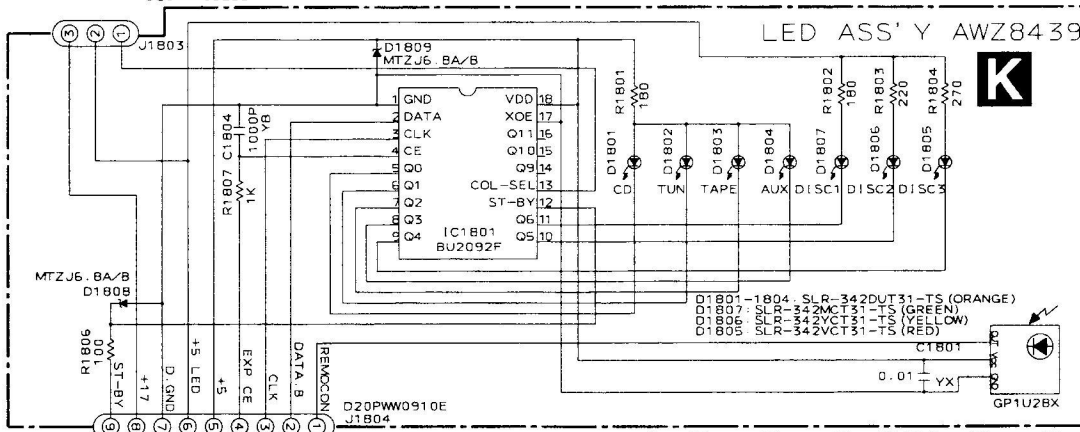 LED ASS'Y AWZ8439
K
3 2 1
J1803
D1809
MTZJ6.8A/B
C1804
1000P
YB
R1807
1K
1 GND
2 DATA
3 CLK
4 CE
5 Q0
6 Q1
7 Q2
8 Q3
9 Q4
VDD 18
XOE 17
Q11 16
Q10 15
Q9 14
COL-SEL 13
ST-BY 12
Q6 11
Q5 10
IC1801
BU2092F
R1801
180
R1802
180
R1803
220
R1804
270
D1801
CD
D1802
TUN
D1803
TAPE
D1804
AUX
D1807
DISC1
D1806
DISC2
D1805
DISC3
MTZJ6.8A/B
D1808
R1806
100
ST-BY
+17
D.GND
+5 LED
+5
EXP CE
CLK
DATA.B
REMOCON
9 8 7 6 5 4 3 2 1
D20PWW0910E
J1804
D1801-1804: SLR-342DUT31-TS (ORANGE)
D1807: SLR-342MCT31-TS (GREEN)
D1806: SLR-342YCT31-TS (YELLOW)
D1805: SLR-342VCT31-TS (RED)
C1801
0.01
YX
OUT
GND
GP1U28X